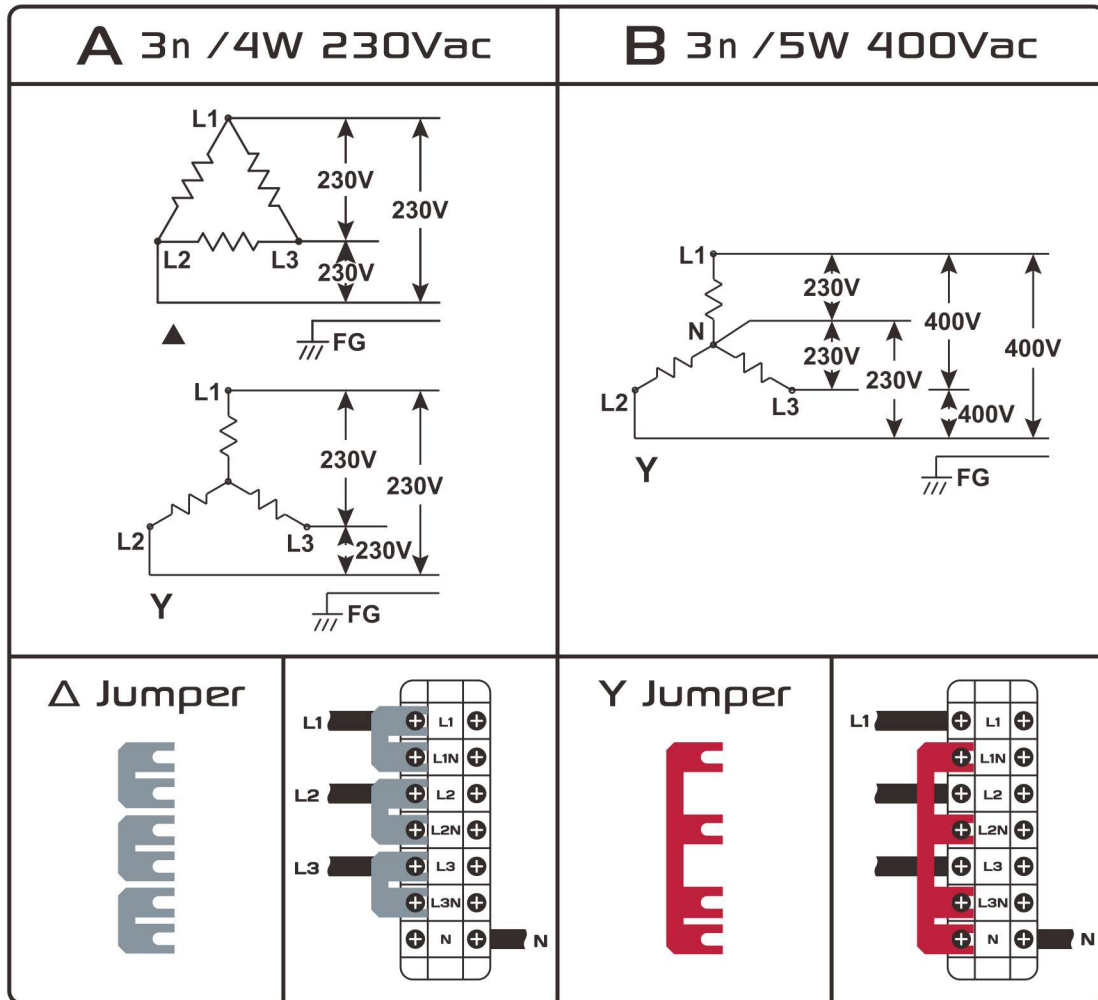 A 3n /4W 230Vac
B 3n /5W 400Vac
L1
230V
230V
L2
L3
230V
▲
FG
L1
230V
230V
L2
L3
230V
Y
FG
L1
230V
N
400V
400V
230V
230V
L2
L3
400V
Y
FG
Δ Jumper
L1
L1
L1N
L2
L2
L2N
L3
L3
L3N
N
N
Y Jumper
L1
L1
L1N
L2
L2N
L3
L3N
N
N